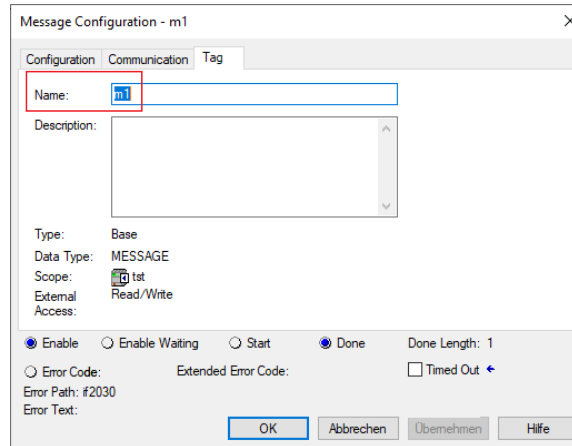 Message Configuration - m1
Configuration Communication Tag
Name: m1
Description:
Type: Base
Data Type: MESSAGE
Scope: tst
External Access: Read/Write
Enable Enable Waiting Start Done Done Length: 1
Error Code: Extended Error Code: Timed Out
Error Path: if2030
Error Text:
OK Abbrechen Übernehmen Hilfe